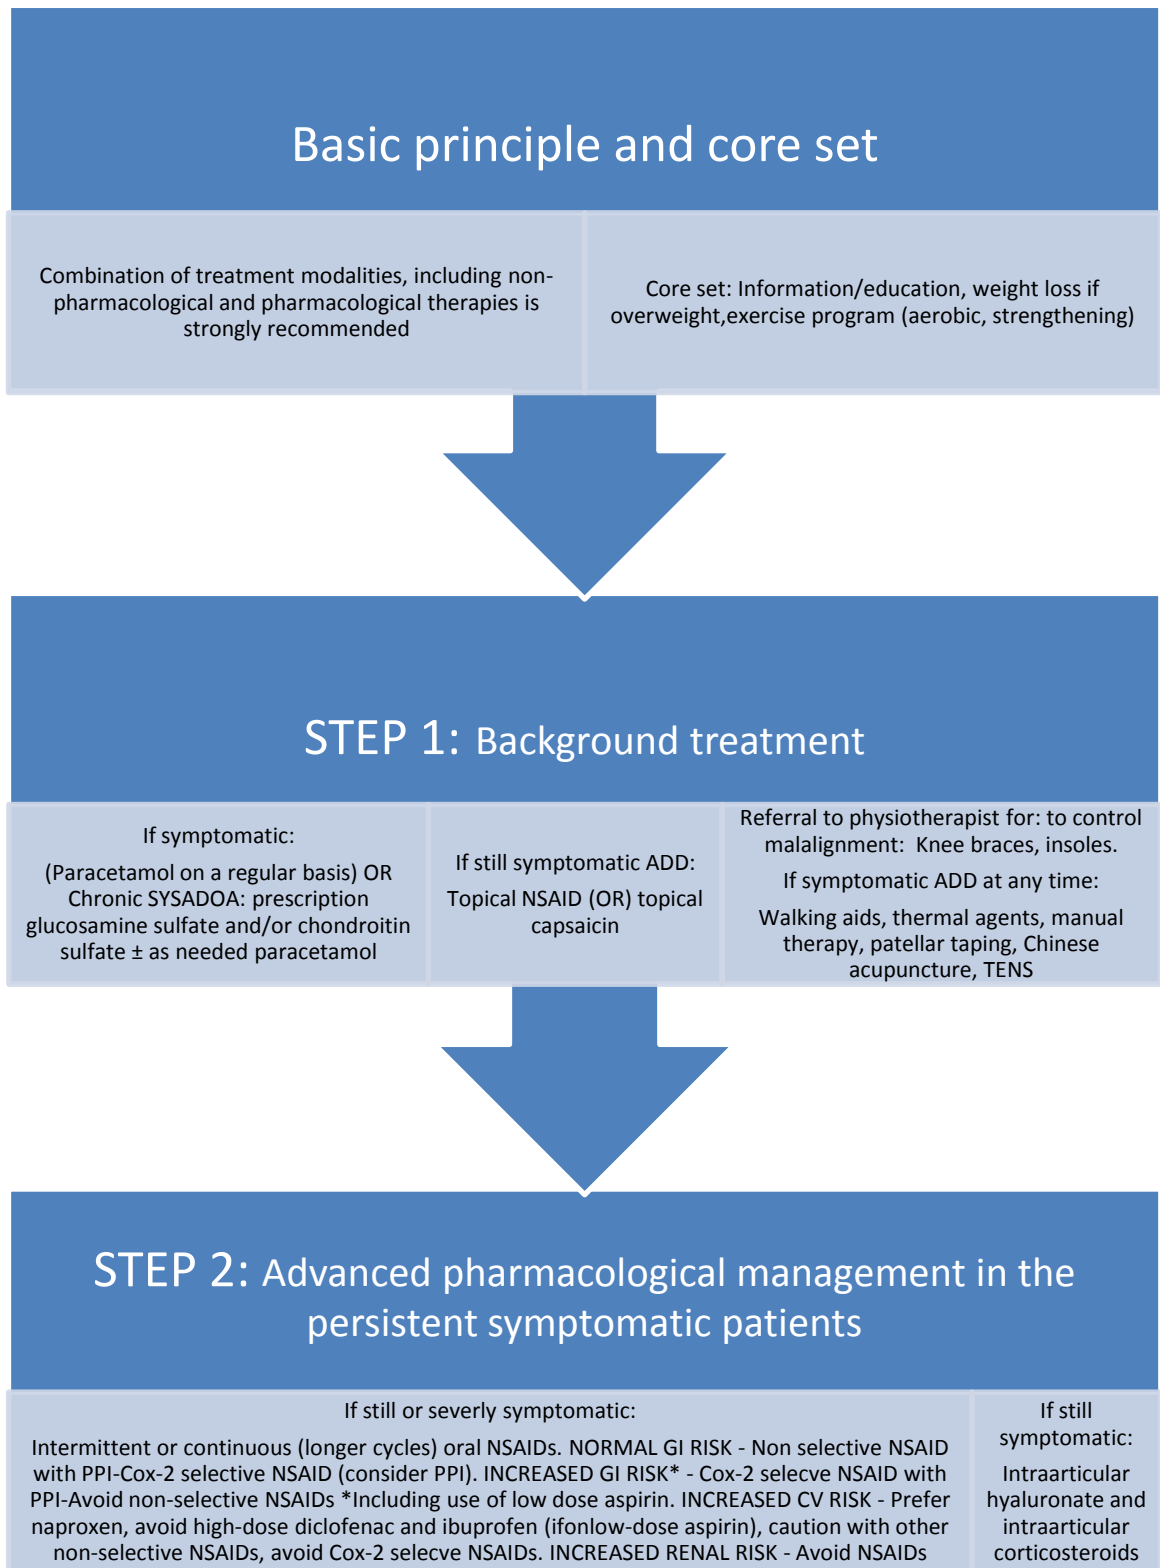 Basic principle and core set
Combination of treatment modalities, including non-
pharmacological and pharmacological therapies is
strongly recommended
Core set: Information/education, weight loss if
overweight,exercise program (aerobic, strengthening)
STEP 1: Background treatment
If symptomatic:
(Paracetamol on a regular basis) OR
Chronic SYSADOA: prescription
glucosamine sulfate and/or chondroitin
sulfate ± as needed paracetamol
If still symptomatic ADD:
Topical NSAID (OR) topical
capsaicin
Referral to physiotherapist for: to control
malalignment: Knee braces, insoles.
If symptomatic ADD at any time:
Walking aids, thermal agents, manual
therapy, patellar taping, Chinese
acupuncture, TENS
STEP 2: Advanced pharmacological management in the
persistent symptomatic patients
If still or severly symptomatic:
Intermittent or continuous (longer cycles) oral NSAIDs. NORMAL GI RISK - Non selective NSAID
with PPI-Cox-2 selective NSAID (consider PPI). INCREASED GI RISK* - Cox-2 selecve NSAID with
PPI-Avoid non-selective NSAIDs *Including use of low dose aspirin. INCREASED CV RISK - Prefer
naproxen, avoid high-dose diclofenac and ibuprofen (ifonlow-dose aspirin), caution with other
non-selective NSAIDs, avoid Cox-2 selecve NSAIDs. INCREASED RENAL RISK - Avoid NSAIDs
If still
symptomatic:
Intraarticular
hyaluronate and
intraarticular
corticosteroids